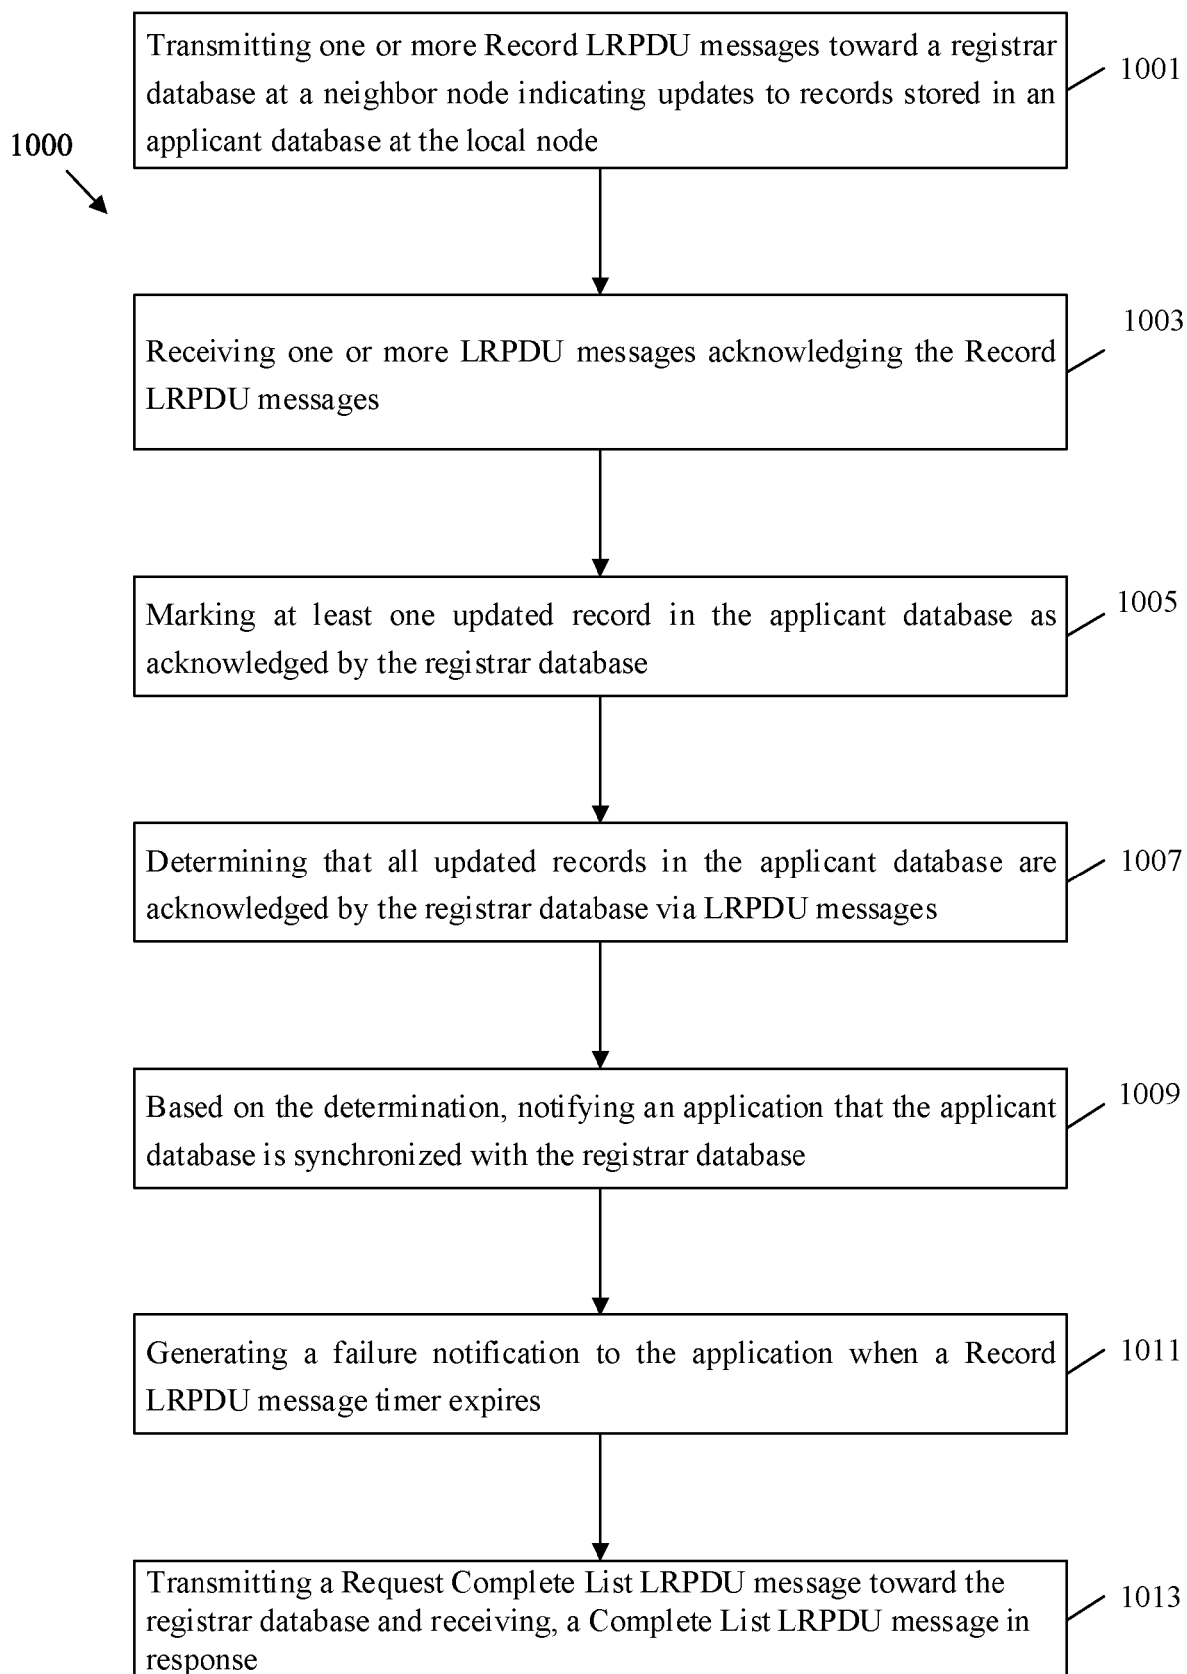 Transmitting one or more Record LRPDU messages toward a registrar
database at a neighbor node indicating updates to records stored in an
applicant database at the local node
1001
1000
Receiving one or more LRPDU messages acknowledging the Record
LRPDU messages
1003
Marking at least one updated record in the applicant database as
acknowledged by the registrar database
1005
Determining that all updated records in the applicant database are
acknowledged by the registrar database via LRPDU messages
1007
Based on the determination, notifying an application that the applicant
database is synchronized with the registrar database
1009
Generating a failure notification to the application when a Record
LRPDU message timer expires
1011
Transmitting a Request Complete List LRPDU message toward the
registrar database and receiving, a Complete List LRPDU message in
response
1013